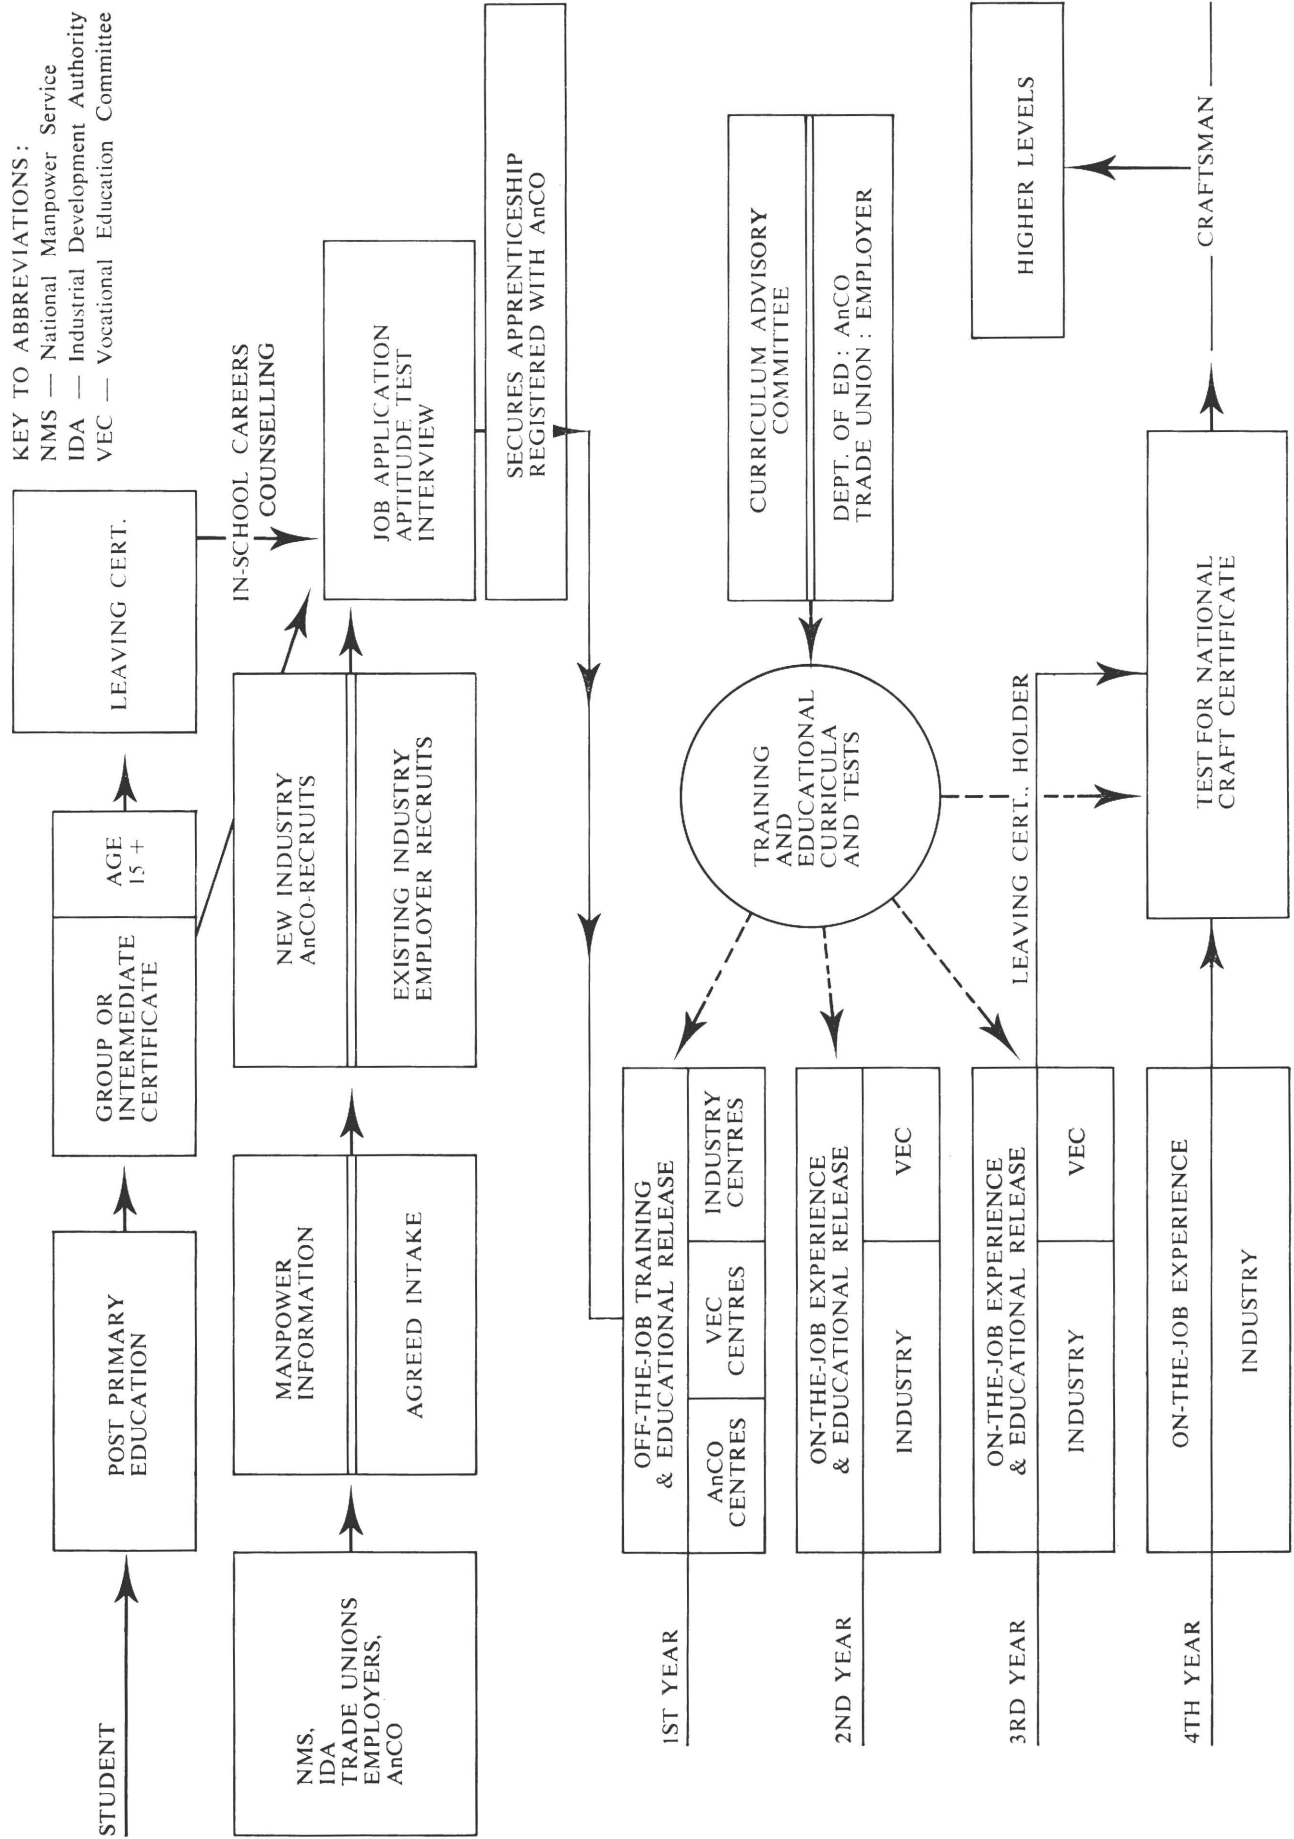 KEY TO ABBREVIATIONS :
NMS — National Manpower Service
IDA — Industrial Development Authority
VEC — Vocational Education Committee
STUDENT
POST PRIMARY
EDUCATION
GROUP OR
INTERMEDIATE
CERTIFICATE
AGE
15 +
LEAVING CERT.
IN-SCHOOL CAREERS
COUNSELLING
NMS,
IDA
TRADE UNIONS
EMPLOYERS,
AnCO
MANPOWER
INFORMATION
AGREED INTAKE
NEW INDUSTRY
AnCO-RECRUITS
EXISTING INDUSTRY
EMPLOYER RECRUITS
JOB APPLICATION
APTITUDE TEST
INTERVIEW
SECURES APPRENTICESHIP
REGISTERED WITH AnCO
1ST YEAR
OFF-THE-JOB TRAINING
& EDUCATIONAL RELEASE
AnCO
CENTRES
VEC
CENTRES
INDUSTRY
CENTRES
TRAINING
AND
EDUCATIONAL
CURRICULA
AND TESTS
CURRICULUM ADVISORY
COMMITTEE
DEPT. OF ED : AnCO
TRADE UNION : EMPLOYER
2ND YEAR
ON-THE-JOB EXPERIENCE
& EDUCATIONAL RELEASE
INDUSTRY
VEC
3RD YEAR
ON-THE-JOB EXPERIENCE
& EDUCATIONAL RELEASE
INDUSTRY
VEC
LEAVING CERT., HOLDER
HIGHER LEVELS
4TH YEAR
ON-THE-JOB EXPERIENCE
INDUSTRY
TEST FOR NATIONAL
CRAFT CERTIFICATE
CRAFTSMAN